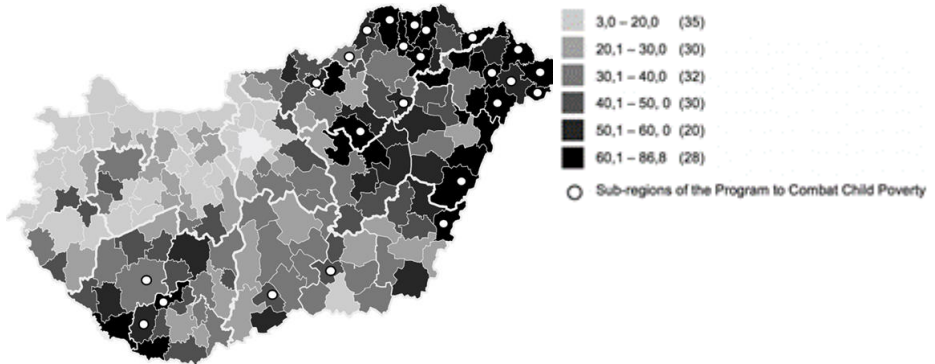 3,0 – 20,0 (35)
20,1 – 30,0 (30)
30,1 – 40,0 (32)
40,1 – 50, 0 (30)
50,1 – 60, 0 (20)
60,1 – 86,8 (28)
Sub-regions of the Program to Combat Child Poverty